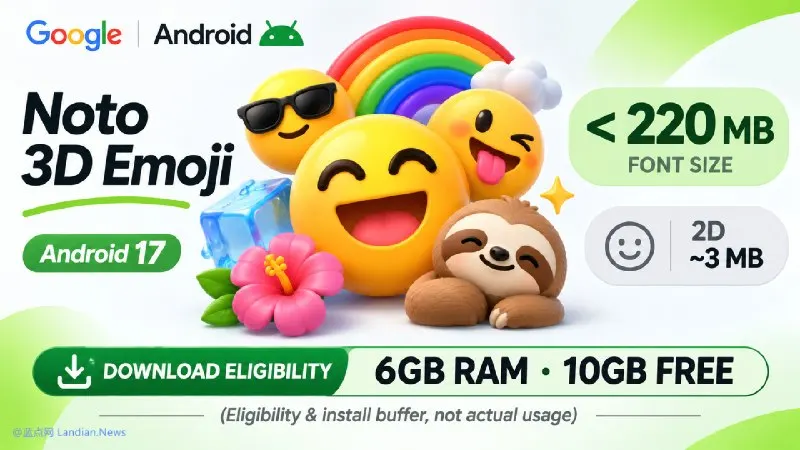 Google | Android
Noto
3D Emoji
Android 17
< 220 MB
FONT SIZE
2D
~3 MB
DOWNLOAD ELIGIBILITY
6GB RAM · 10GB FREE
(Eligibility & install buffer, not actual usage)
@蓝点网 Landian.News